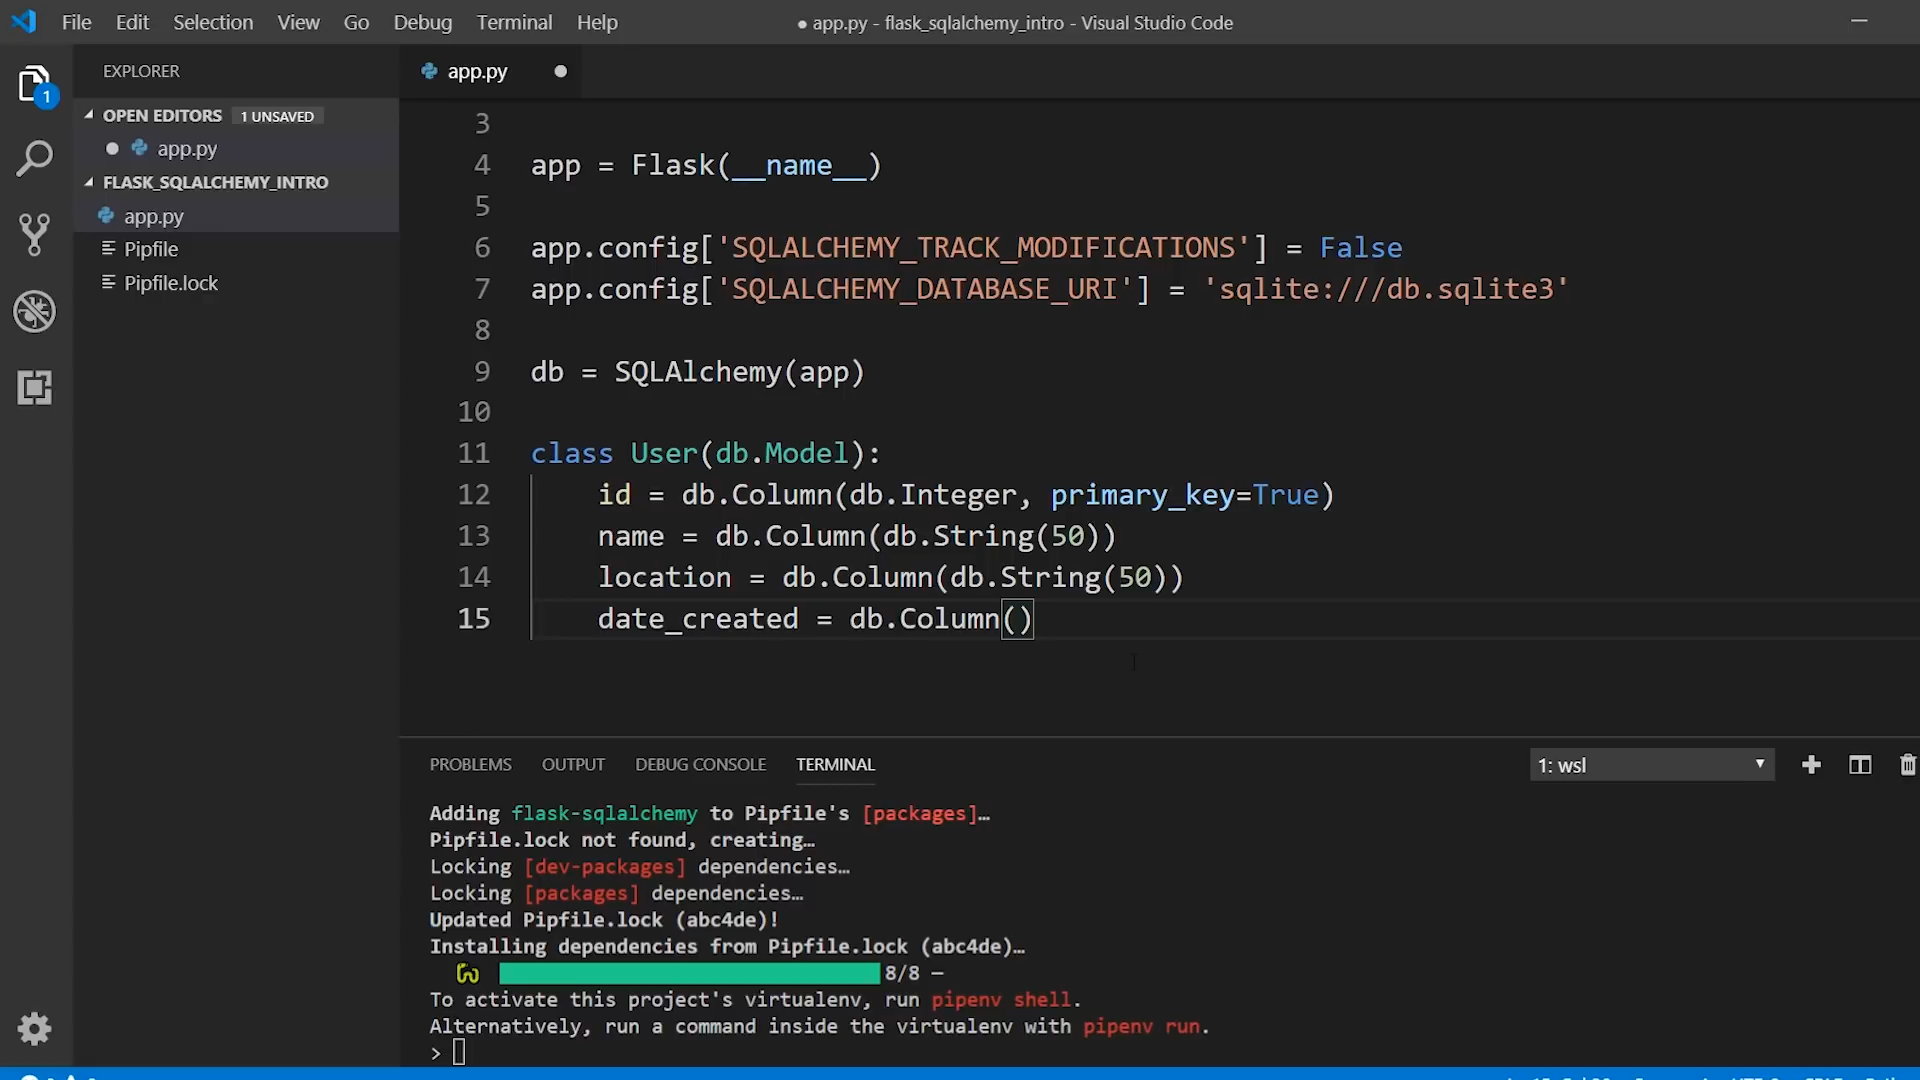 File Edit Selection View Go Debug Terminal Help
● app.py - flask_sqlalchemy_intro - Visual Studio Code
EXPLORER
1
OPEN EDITORS 1 UNSAVED
app.py
FLASK_SQLALCHEMY_INTRO
app.py
Pipfile
Pipfile.lock
app.py
3
4 app = Flask(__name__)
5
6 app.config['SQLALCHEMY_TRACK_MODIFICATIONS'] = False
7 app.config['SQLALCHEMY_DATABASE_URI'] = 'sqlite:///db.sqlite3'
8
9 db = SQLAlchemy(app)
10
11 class User(db.Model):
12 id = db.Column(db.Integer, primary_key=True)
13 name = db.Column(db.String(50))
14 location = db.Column(db.String(50))
15 date_created = db.Column()
PROBLEMS OUTPUT DEBUG CONSOLE TERMINAL
1: wsl
Adding flask-sqlalchemy to Pipfile's [packages]…
Pipfile.lock not found, creating…
Locking [dev-packages] dependencies…
Locking [packages] dependencies…
Updated Pipfile.lock (abc4de)!
Installing dependencies from Pipfile.lock (abc4de)…
8/8 —
To activate this project's virtualenv, run pipenv shell.
Alternatively, run a command inside the virtualenv with pipenv run.
>